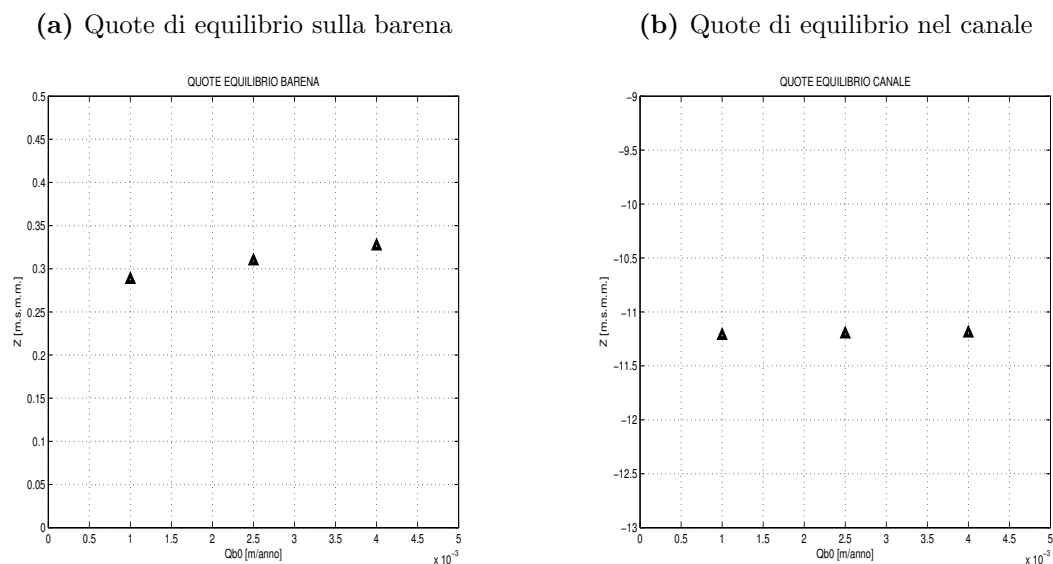 (a) Quote di equilibrio sulla barena
(b) Quote di equilibrio nel canale
QUOTE EQUILIBRIO BARENA
0.5
0.45
0.4
0.35
0.3
0.25
0.2
0.15
0.1
0.05
0
Z [m.s.m.m.]
0 0.5 1 1.5 2 2.5 3 3.5 4 4.5 5
Qb0 [m/anno]
x 10⁻³
QUOTE EQUILIBRIO CANALE
−9
−9.5
−10
−10.5
−11
−11.5
−12
−12.5
−13
Z [m.s.m.m.]
0 0.5 1 1.5 2 2.5 3 3.5 4 4.5 5
Qb0 [m/anno]
x 10⁻³